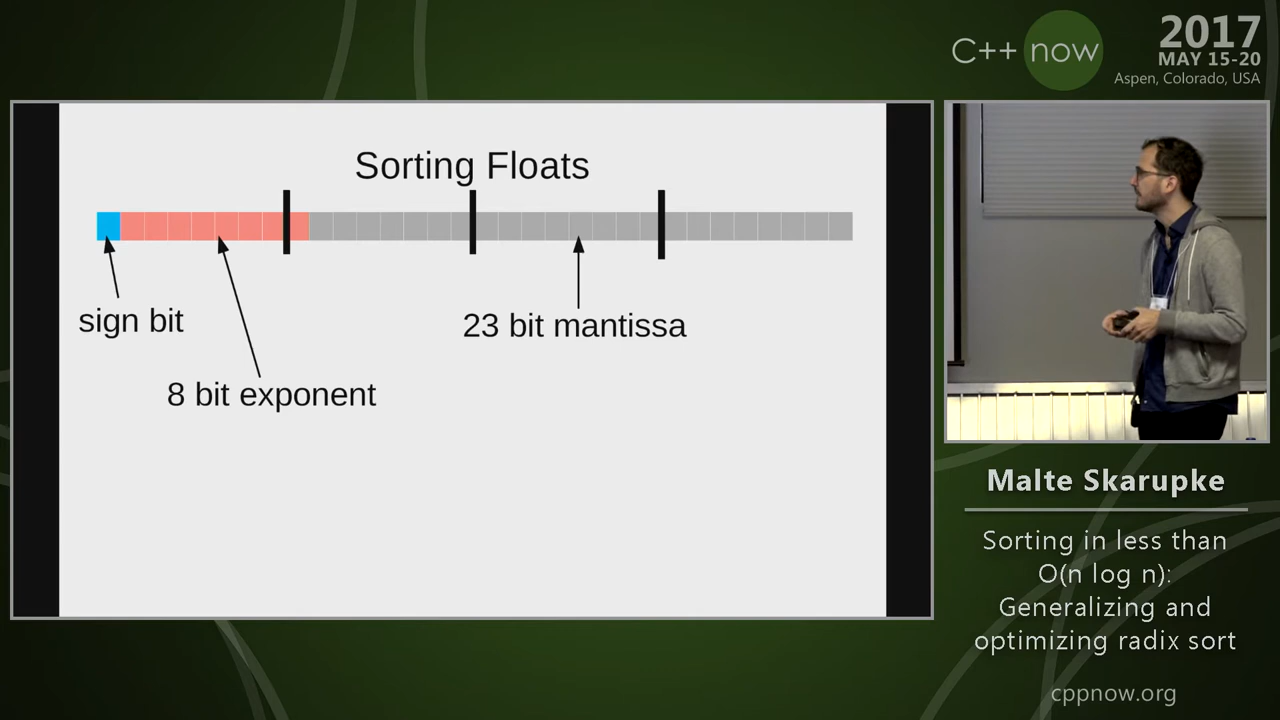 C++ now
2017
MAY 15-20
Aspen, Colorado, USA
Sorting Floats
sign bit
23 bit mantissa
8 bit exponent
Malte Skarupke
Sorting in less than
O(n log n):
Generalizing and
optimizing radix sort
cppnow.org